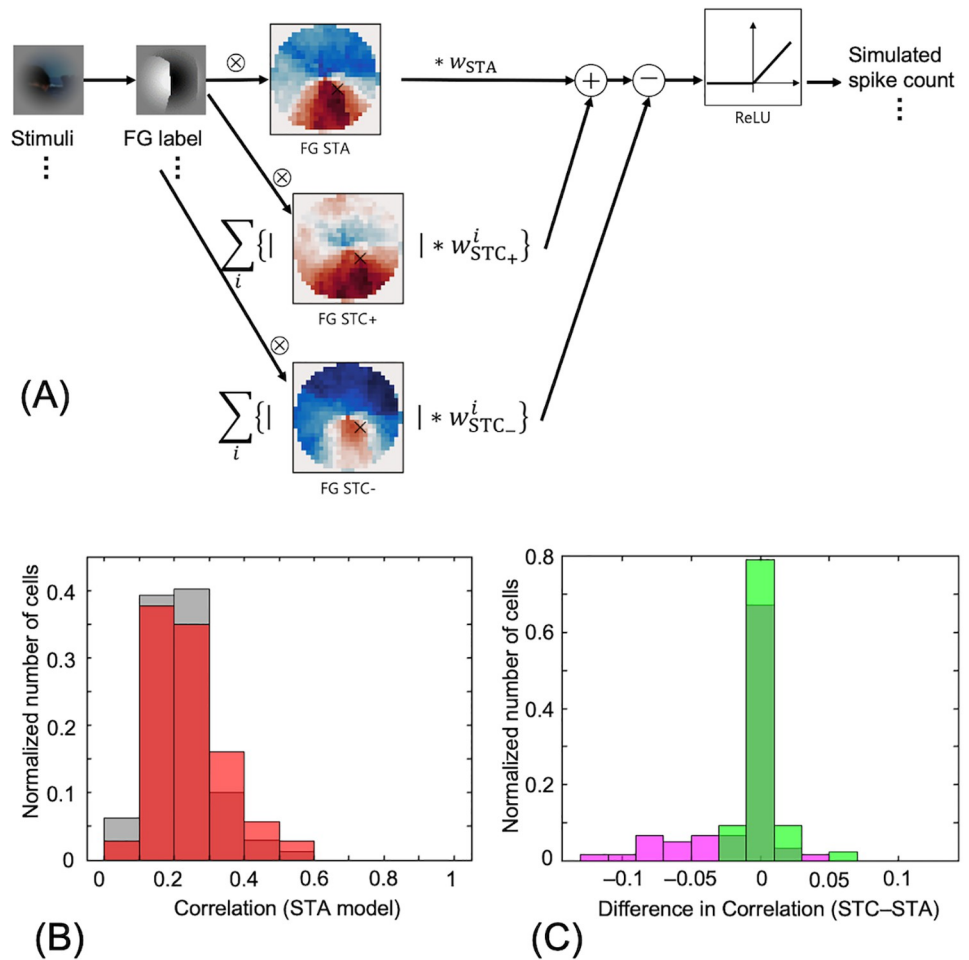 Stimuli
⋮
FG label
⋮
⊗
FG STA
* w_STA
+
−
ReLU
Simulated
spike count
⋮
⊗
∑_i {| | * w^i_STC+}
FG STC+
⊗
∑_i {| | * w^i_STC−}
FG STC-
(A)
Normalized number of cells
0.4
0.3
0.2
0.1
0
0 0.2 0.4 0.6 0.8 1
Correlation (STA model)
(B)
Normalized number of cells
0.8
0.6
0.4
0.2
0
–0.1 –0.05 0 0.05 0.1
Difference in Correlation (STC–STA)
(C)